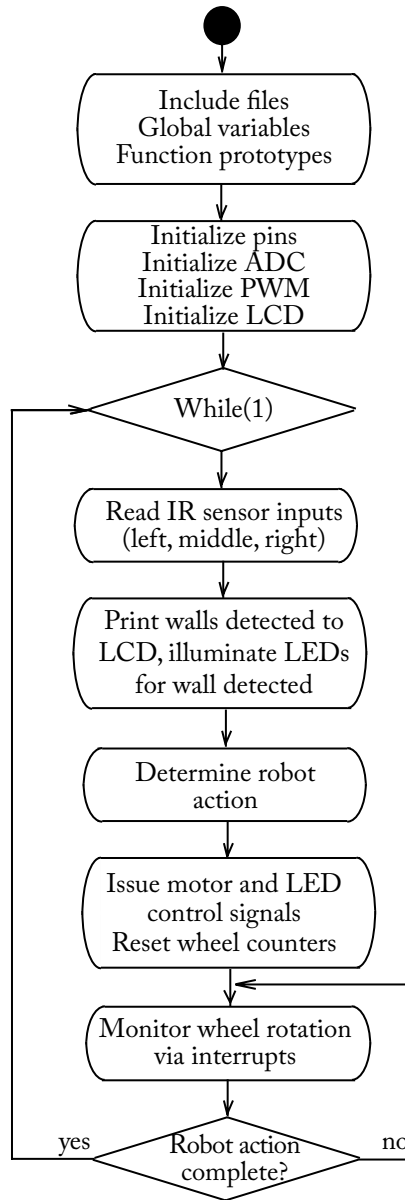 Include files
Global variables
Function prototypes
Initialize pins
Initialize ADC
Initialize PWM
Initialize LCD
While(1)
Read IR sensor inputs
(left, middle, right)
Print walls detected to
LCD, illuminate LEDs
for wall detected
Determine robot
action
Issue motor and LED
control signals
Reset wheel counters
Monitor wheel rotation
via interrupts
yes
Robot action
complete?
no